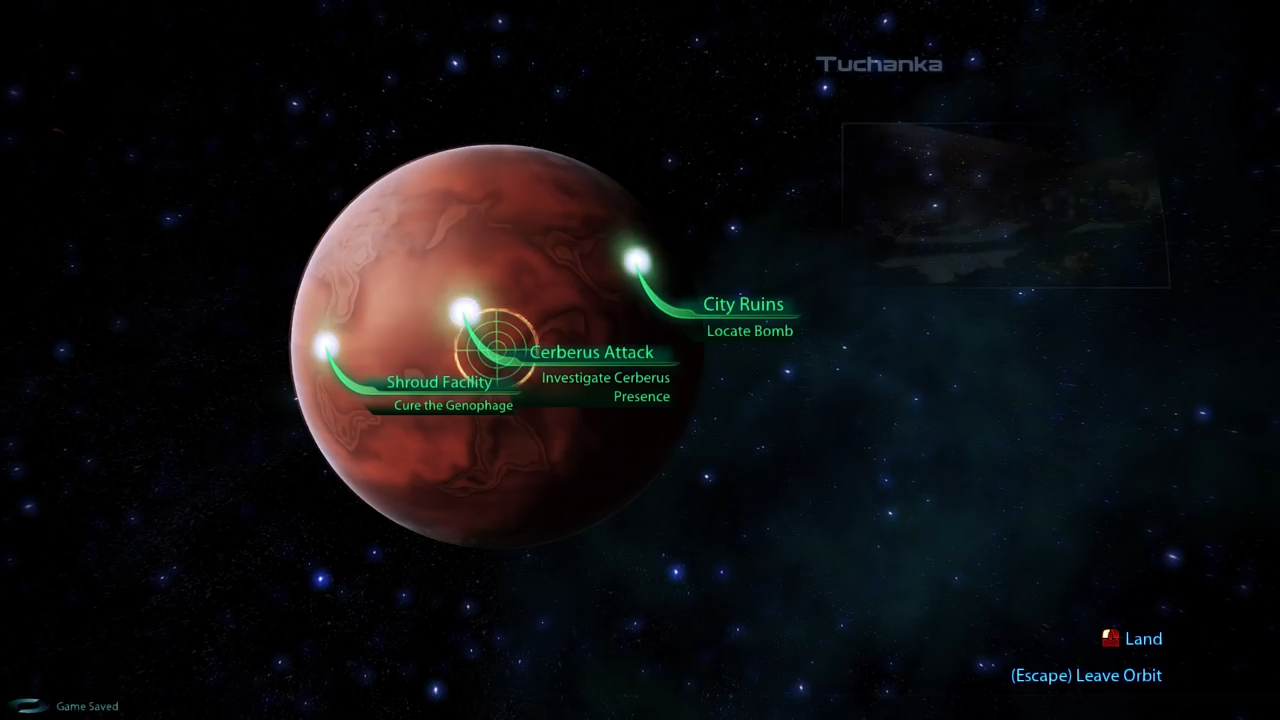 Tuchanka
City Ruins
Locate Bomb
Cerberus Attack
Investigate Cerberus
Presence
Shroud Facility
Cure the Genophage
Land
(Escape) Leave Orbit
Game Saved